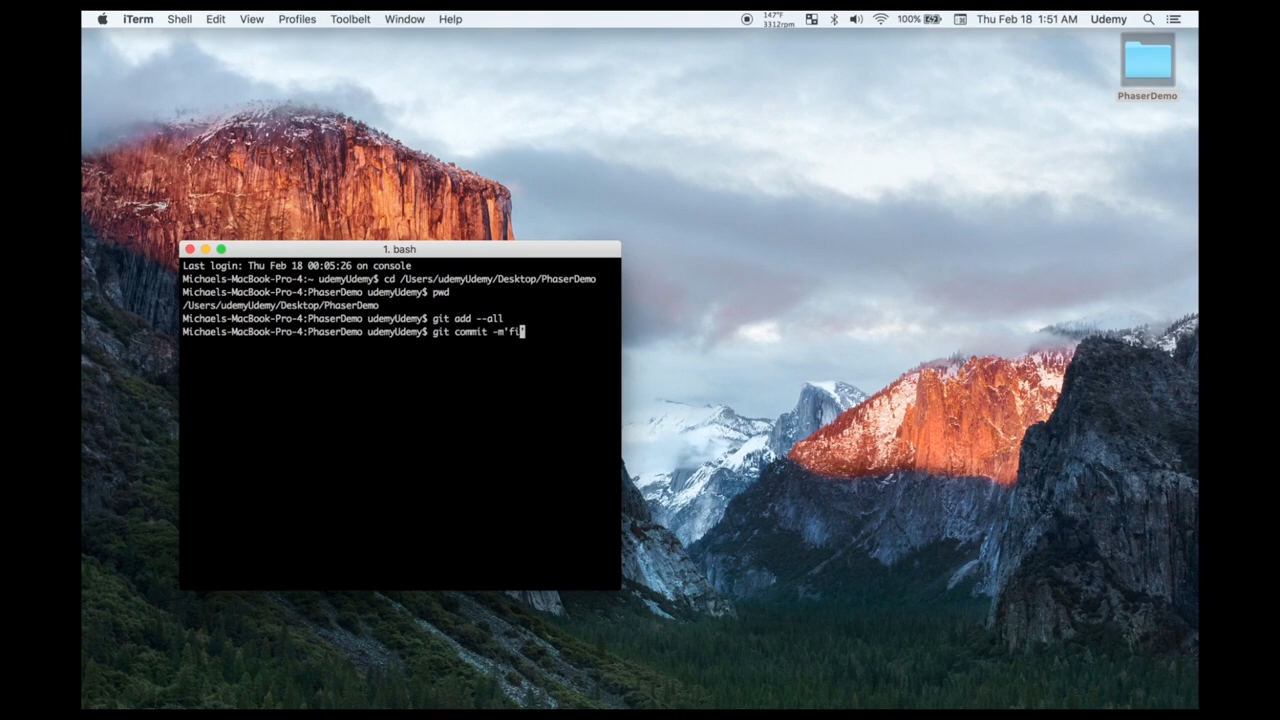 iTerm Shell Edit View Profiles Toolbelt Window Help 147°F 3312rpm 100% Thu Feb 18 1:51 AM Udemy
PhaserDemo
1. bash
Last login: Thu Feb 18 00:05:26 on console
Michaels-MacBook-Pro-4:~ udemyUdemy$ cd /Users/udemyUdemy/Desktop/PhaserDemo
Michaels-MacBook-Pro-4:PhaserDemo udemyUdemy$ pwd
/Users/udemyUdemy/Desktop/PhaserDemo
Michaels-MacBook-Pro-4:PhaserDemo udemyUdemy$ git add --all
Michaels-MacBook-Pro-4:PhaserDemo udemyUdemy$ git commit -m'fi'